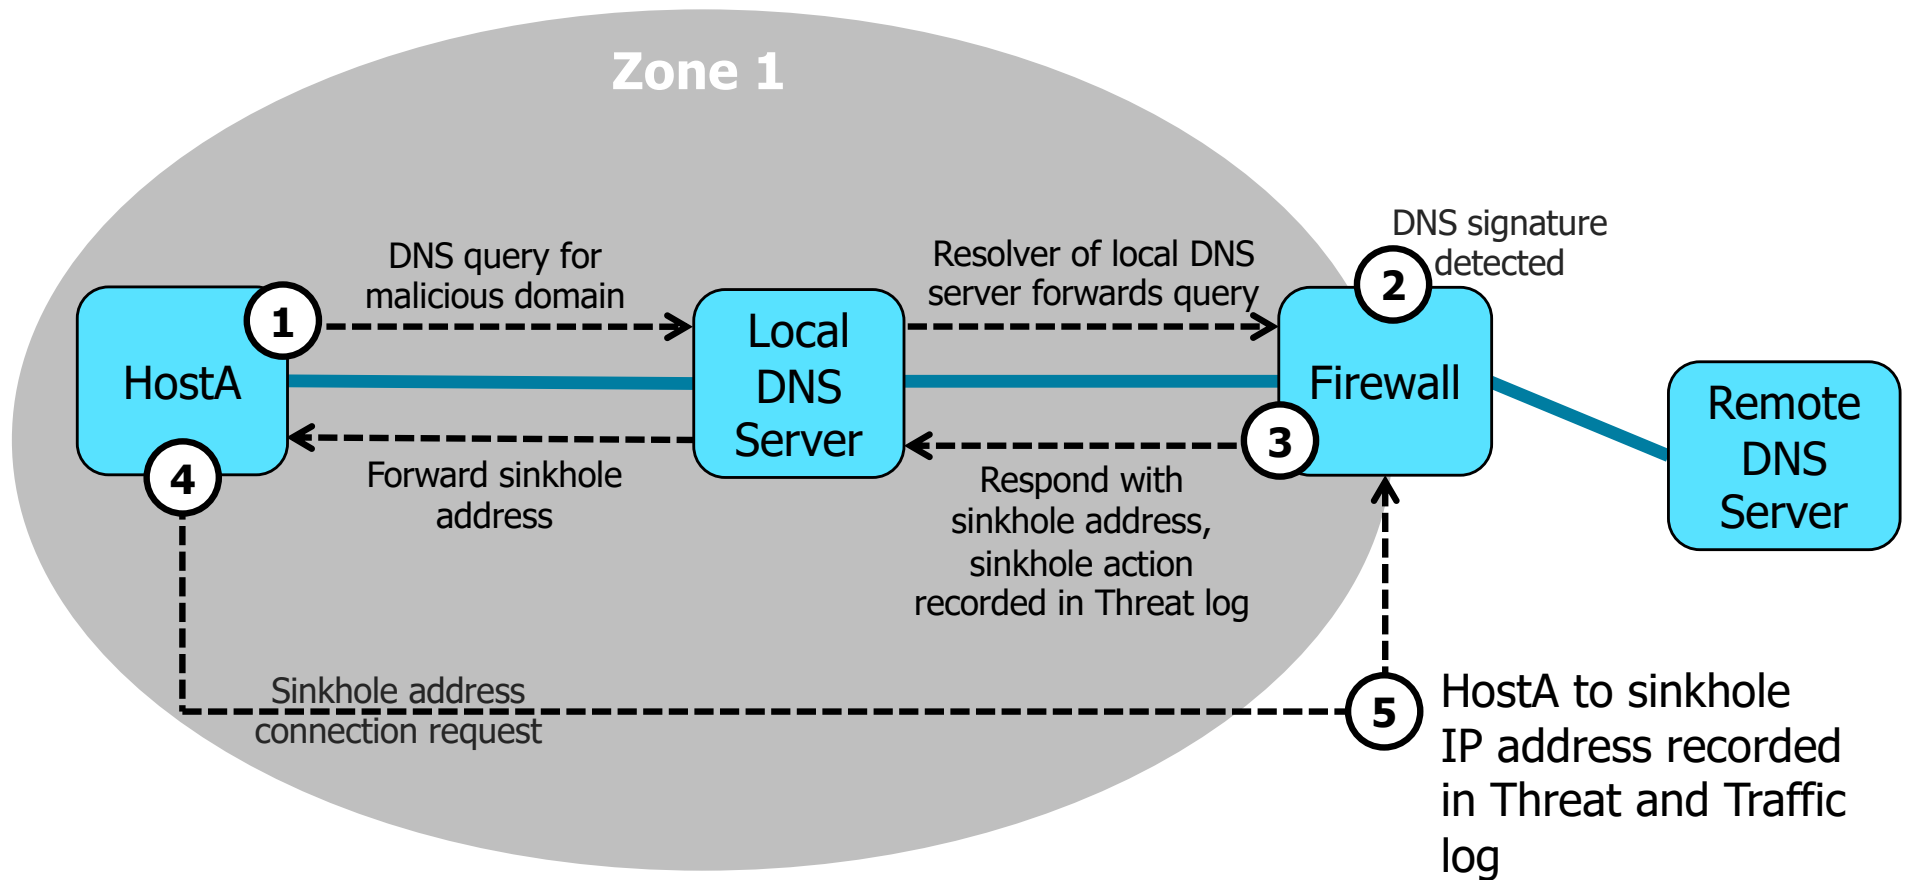 Zone 1
DNS query for
malicious domain
Resolver of local DNS
server forwards query
DNS signature
detected
1
2
HostA
Local
DNS
Server
Firewall
Remote
DNS
Server
3
4
Forward sinkhole
address
Respond with
sinkhole address,
sinkhole action
recorded in Threat log
Sinkhole address
connection request
5
HostA to sinkhole
IP address recorded
in Threat and Traffic
log